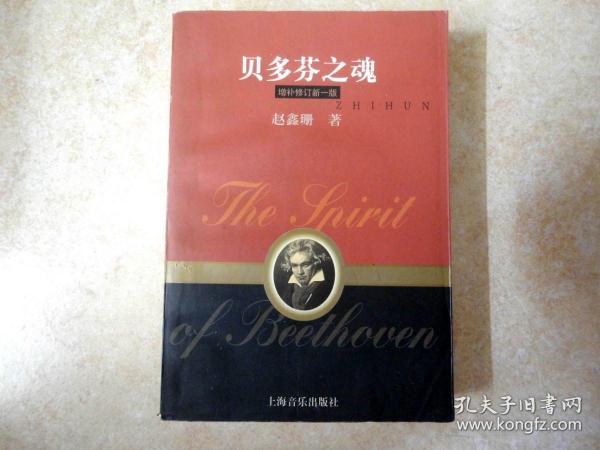 贝多芬之魂
增补修订新一版
ZHIHUN
赵鑫珊 著
The Spirit
of Beethoven
上海音乐出版社
孔夫子旧书网
www.kongfz.com